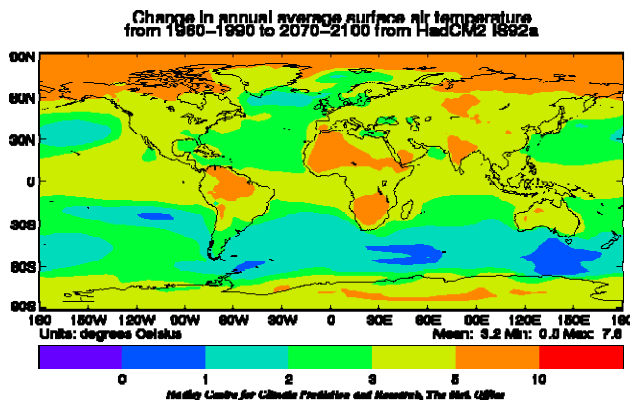 Change in annual average surface air temperature
from 1960-1990 to 2070-2100 from HadCM2 IS92a
90N
60N
30N
0
30S
60S
90S
180 150W 120W 90W 60W 30W 0 30E 60E 90E 120E 150E 180
Units: degrees Celsius Mean: 3.2 Min: 0.0 Max: 7.6
0 1 2 3 5 10
Hadley Centre for Climate Prediction and Research, The Met. Office